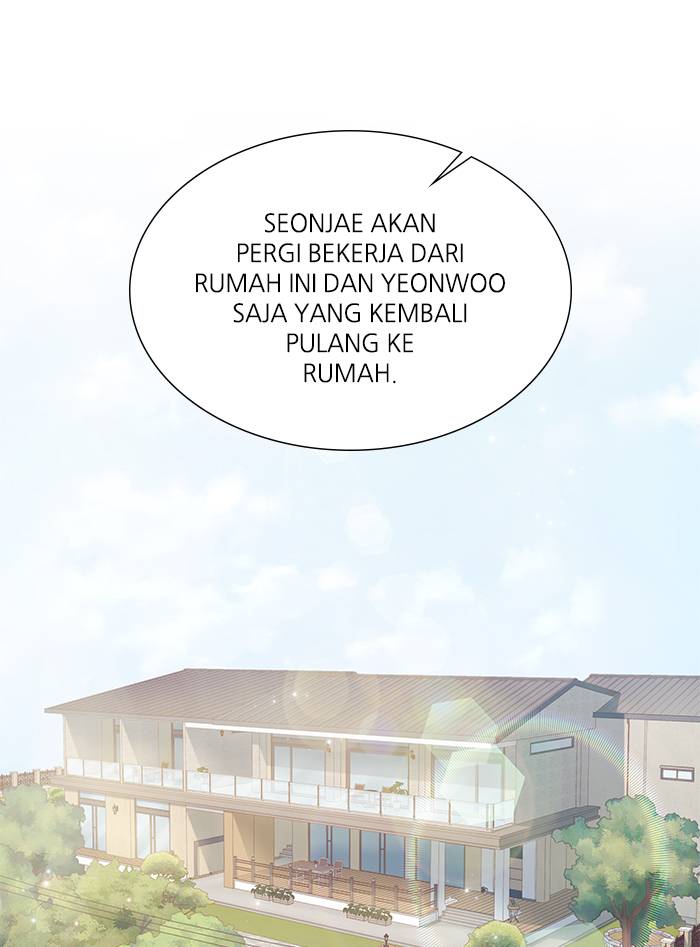 SEONJAE AKAN
PERGI BEKERJA DARI
RUMAH INI DAN YEONWOO
SAJA YANG KEMBALI
PULANG KE
RUMAH.